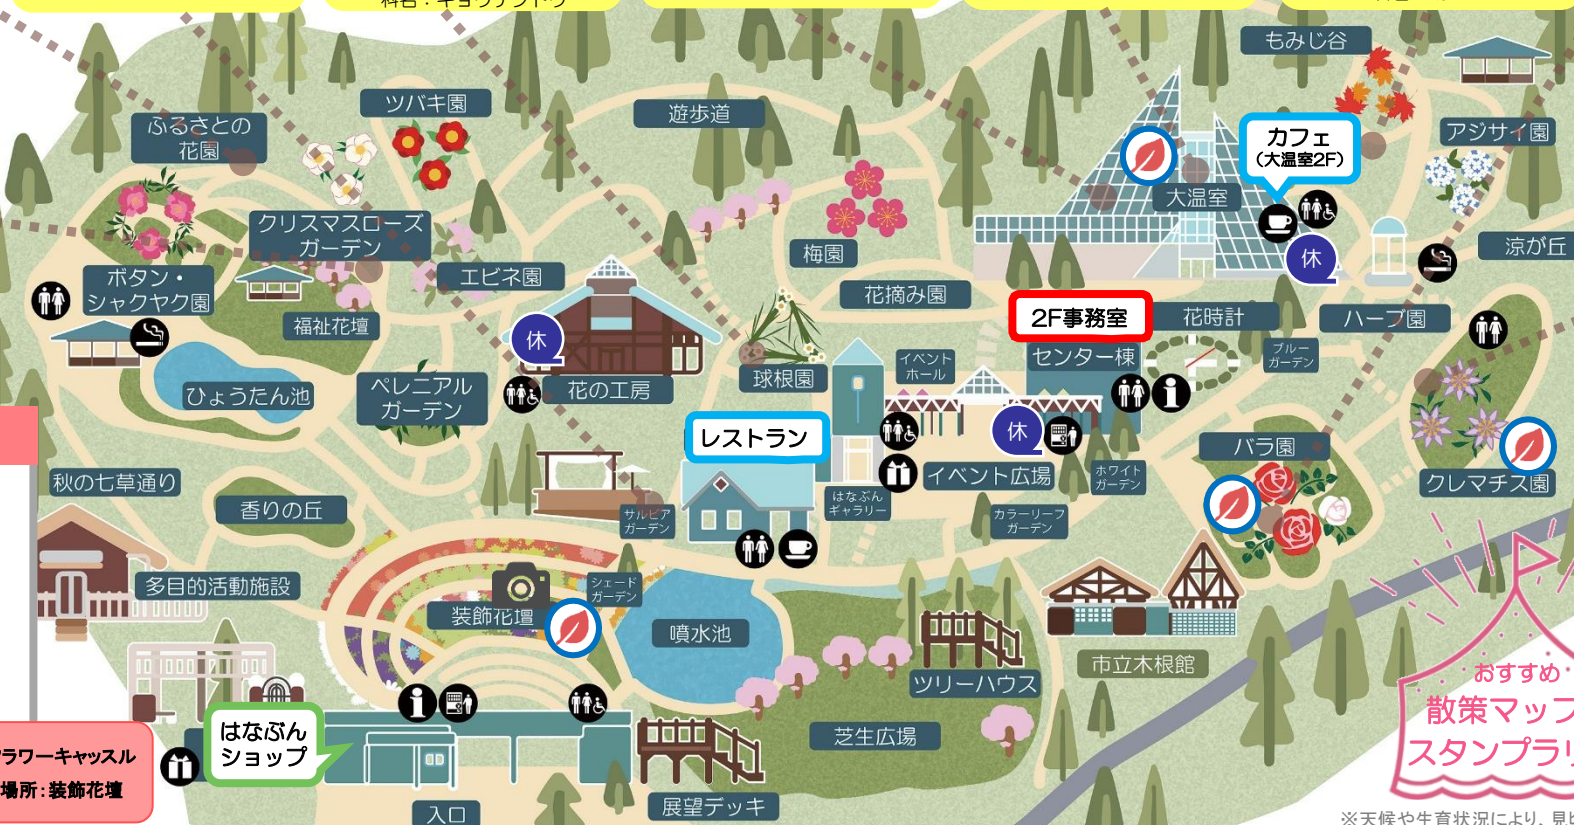 もみじ谷
ツバキ園
遊歩道
ふるさとの
花園
アジサイ園
カフェ
(大温室2F)
大温室
クリスマスローズ
ガーデン
梅園
涼が丘
エビネ園
ボタン・
シャクヤク園
休
花摘み園
福祉花壇
2F事務室
花時計
ハーブ園
休
センター棟
ブルー
ガーデン
イベント
ホール
球根園
花の工房
ペレニアル
ガーデン
ひょうたん池
レストラン
休
バラ園
イベント広場
ホワイト
ガーデン
クレマチス園
秋の七草通り
香りの丘
はなぶん
ギャラリー
サルビア
ガーデン
カラーリーフ
ガーデン
多目的活動施設
シェード
ガーデン
装飾花壇
噴水池
市立木根館
ツリーハウス
おすすめ
散策マップ
スタンプラリ
はなぶん
ショップ
芝生広場
ラワーキャッスル
場所：装飾花壇
展望デッキ
入口
※天候や生育状況により、見